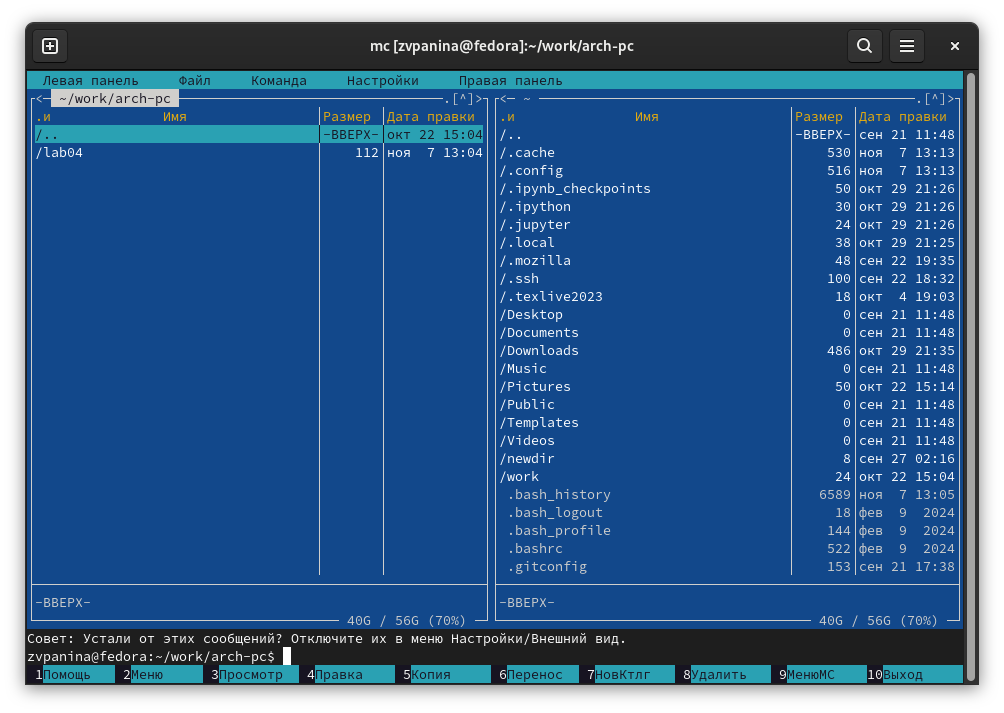 mc [zvpanina@fedora]:~/work/arch-pc
Левая панель Файл Команда Настройки Правая панель
<- ~/work/arch-pc .[^]>
.и Имя Размер Дата правки
/.. -ВВЕРХ- окт 22 15:04
/lab04 112 ноя 7 13:04
-ВВЕРХ-
40G / 56G (70%)
<- ~ .[^]>
.и Имя Размер Дата правки
/.. -ВВЕРХ- сен 21 11:48
/.cache 530 ноя 7 13:13
/.config 516 ноя 7 13:13
/.ipynb_checkpoints 50 окт 29 21:26
/.ipython 30 окт 29 21:26
/.jupyter 24 окт 29 21:26
/.local 38 окт 29 21:25
/.mozilla 48 сен 22 19:35
/.ssh 100 сен 22 18:32
/.texlive2023 18 окт 4 19:03
/Desktop 0 сен 21 11:48
/Documents 0 сен 21 11:48
/Downloads 486 окт 29 21:35
/Music 0 сен 21 11:48
/Pictures 50 окт 22 15:14
/Public 0 сен 21 11:48
/Templates 0 сен 21 11:48
/Videos 0 сен 21 11:48
/newdir 8 сен 27 02:16
/work 24 окт 22 15:04
.bash_history 6589 ноя 7 13:05
.bash_logout 18 фев 9 2024
.bash_profile 144 фев 9 2024
.bashrc 522 фев 9 2024
.gitconfig 153 сен 21 17:38
-ВВЕРХ-
40G / 56G (70%)
Совет: Устали от этих сообщений? Отключите их в меню Настройки/Внешний вид.
zvpanina@fedora:~/work/arch-pc$
1Помощь 2Меню 3Просмотр 4Правка 5Копия 6Перенос 7НовКтлг 8Удалить 9МенюMC 10Выход